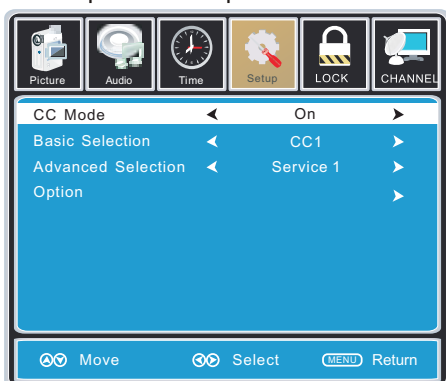 Picture Audio Time Setup LOCK CHANNEL
CC Mode On
Basic Selection CC1
Advanced Selection Service 1
Option
Move Select MENU Return